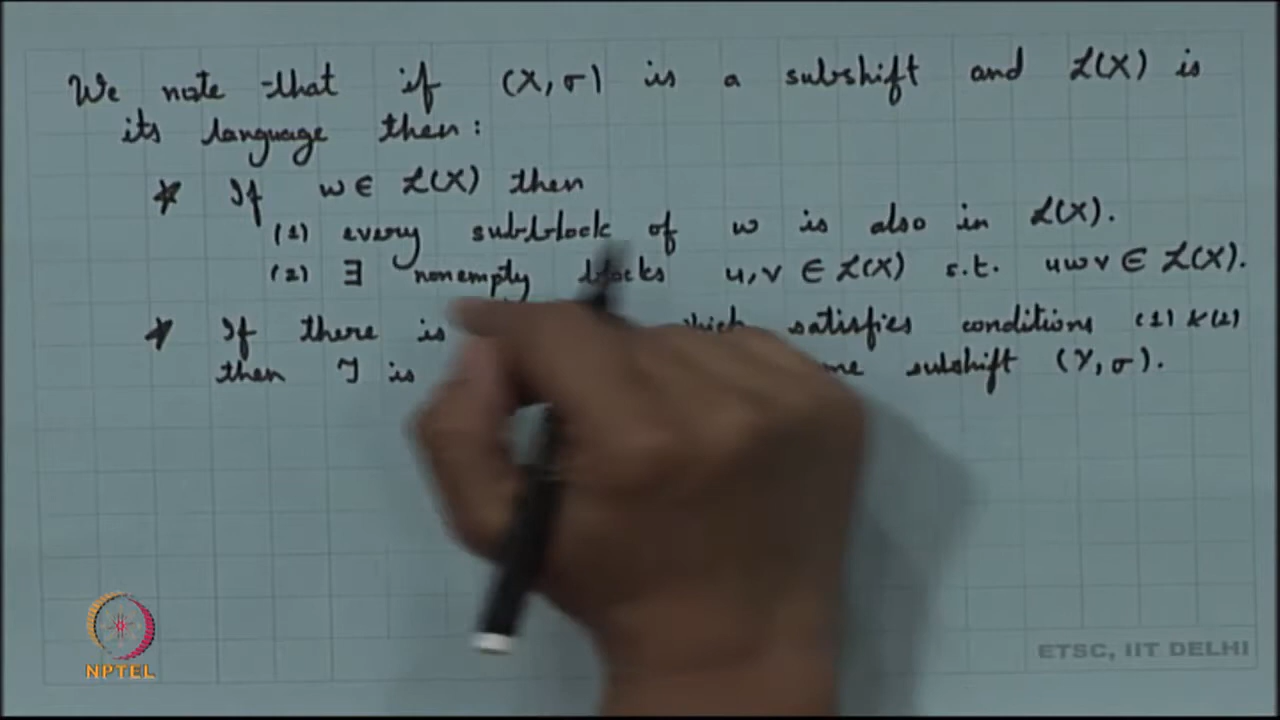 We note that if (X, σ) is a subshift and ℒ(X) is
its language then:
* If w ∈ ℒ(X) then
(1) every subblock of w is also in ℒ(X).
(2) ∃ nonempty blocks u, v ∈ ℒ(X) s.t. uwv ∈ ℒ(X).
* If there is satisfies conditions (1) & (2)
then J is subshift (Y, σ).
NPTEL
ETSC, IIT DELHI